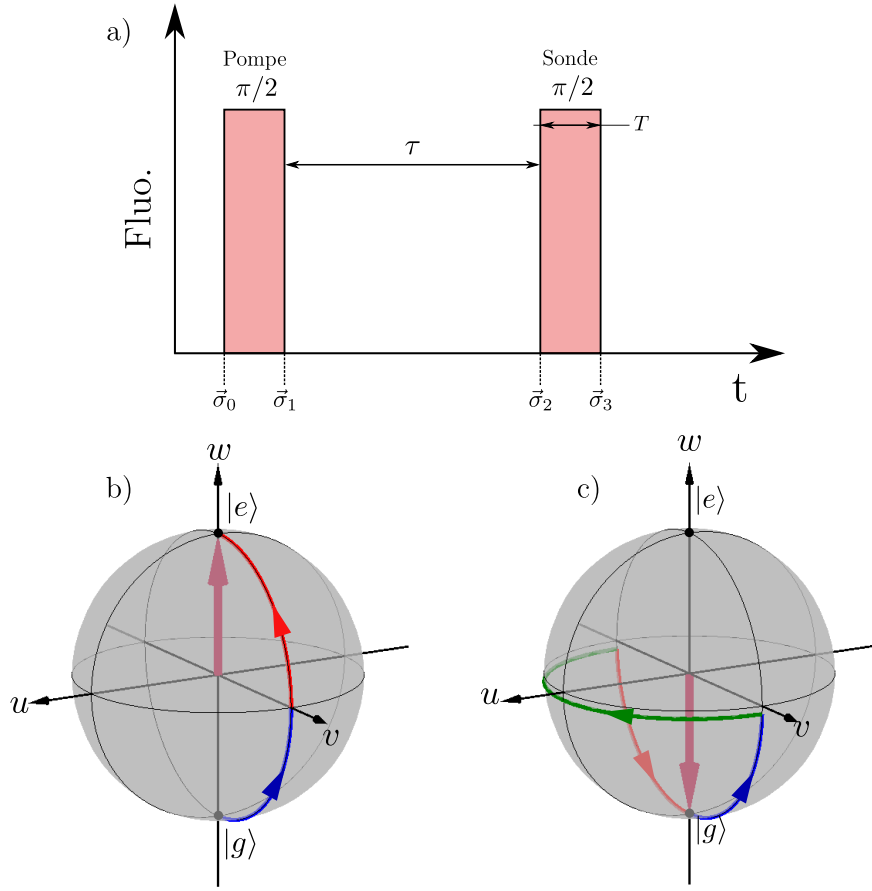 a)
Pompe
π/2
Sonde
π/2
T
τ
Fluo.
σ⃗₀
σ⃗₁
σ⃗₂
σ⃗₃
t
b)
w
|e⟩
u
v
|g⟩
c)
w
|e⟩
u
v
|g⟩